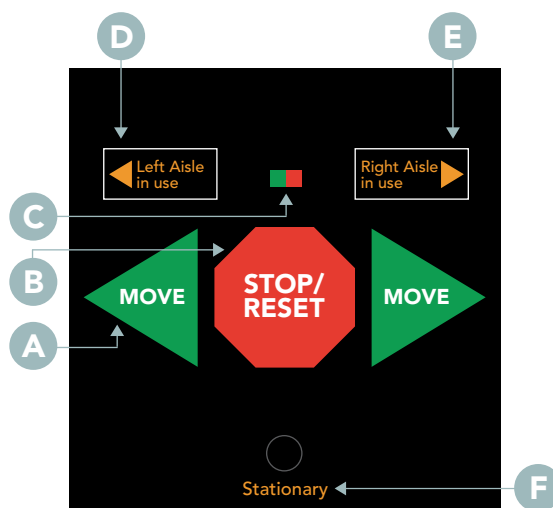 D
E
Left Aisle
in use
Right Aisle
in use
C
B
STOP/
RESET
MOVE
MOVE
A
Stationary
F